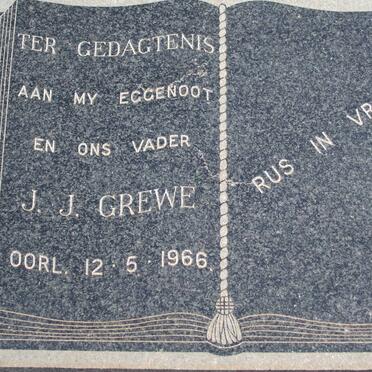 TER GEDAGTENIS
AAN MY EGGENOOT
EN ONS VADER
J. J. GREWE
OORL. 12·5·1966.
RUS IN VR